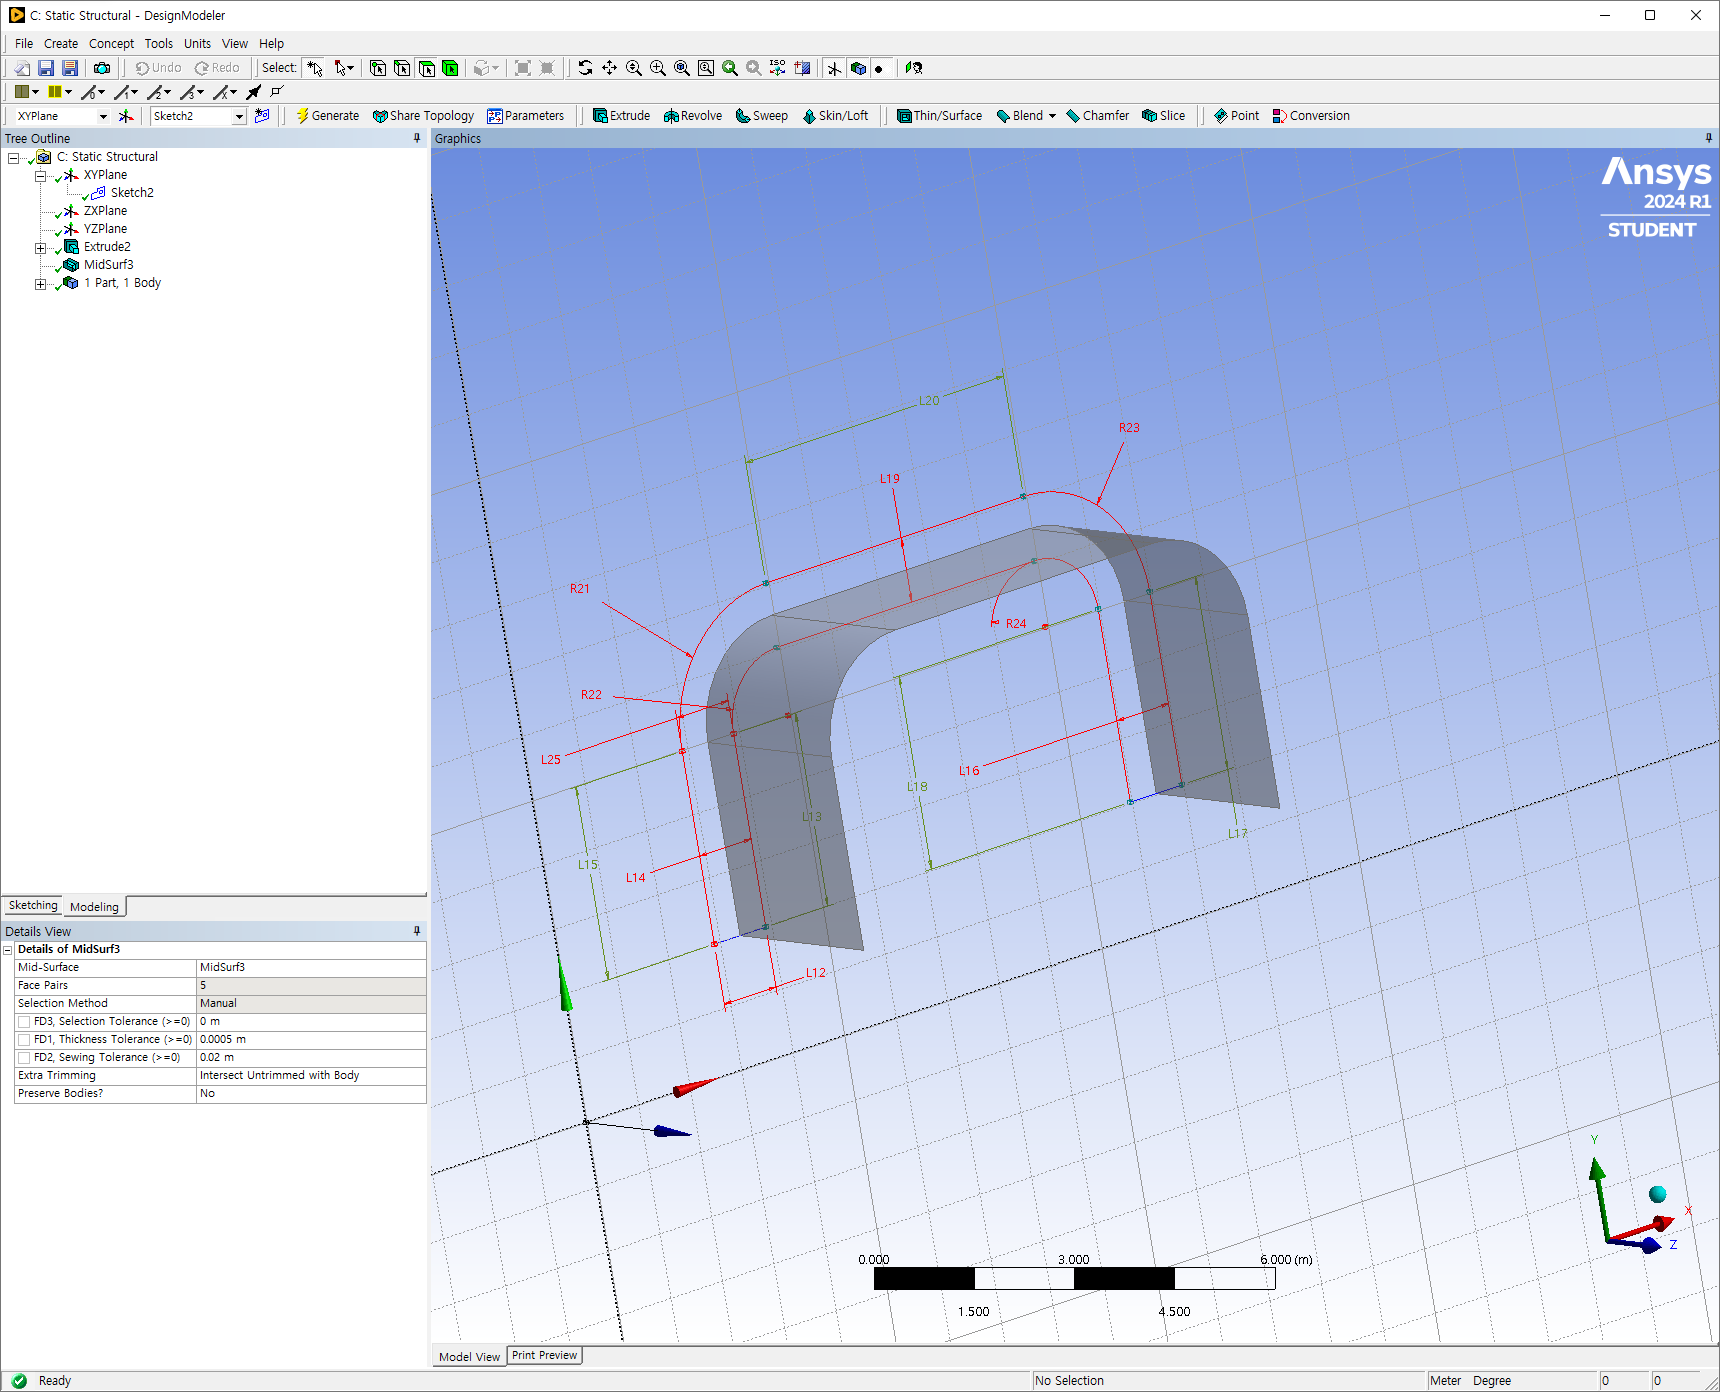 C: Static Structural - DesignModeler
File Create Concept Tools Units View Help
Undo Redo Select: ISO
XYPlane Sketch2 Generate Share Topology Parameters Extrude Revolve Sweep Skin/Loft Thin/Surface Blend Chamfer Slice Point Conversion
Tree Outline
C: Static Structural
XYPlane
Sketch2
ZXPlane
YZPlane
Extrude2
MidSurf3
1 Part, 1 Body
Sketching Modeling
Details View
Details of MidSurf3
Mid-Surface MidSurf3
Face Pairs 5
Selection Method Manual
FD3, Selection Tolerance (>=0) 0 m
FD1, Thickness Tolerance (>=0) 0.0005 m
FD2, Sewing Tolerance (>=0) 0.02 m
Extra Trimming Intersect Untrimmed with Body
Preserve Bodies? No
Graphics
Ansys
2024 R1
STUDENT
L20
R23
L19
R21
R24
R22
L25
L16
L18
L13
L17
L15
L14
L12
Y
X
Z
0.000 3.000 6.000 (m)
1.500 4.500
Model View Print Preview
Ready No Selection Meter Degree 0 0